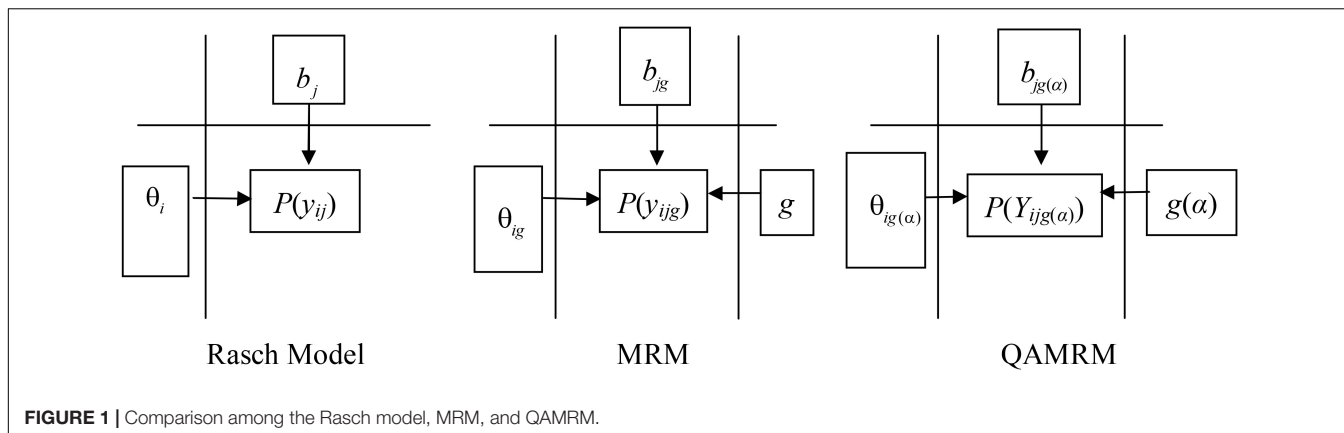 b_j
θ_i
P(y_ij)
Rasch Model
b_jg
θ_ig
P(y_ijg)
g
MRM
b_jg(α)
θ_ig(α)
P(Y_ijg(α))
g(α)
QAMRM
FIGURE 1 | Comparison among the Rasch model, MRM, and QAMRM.